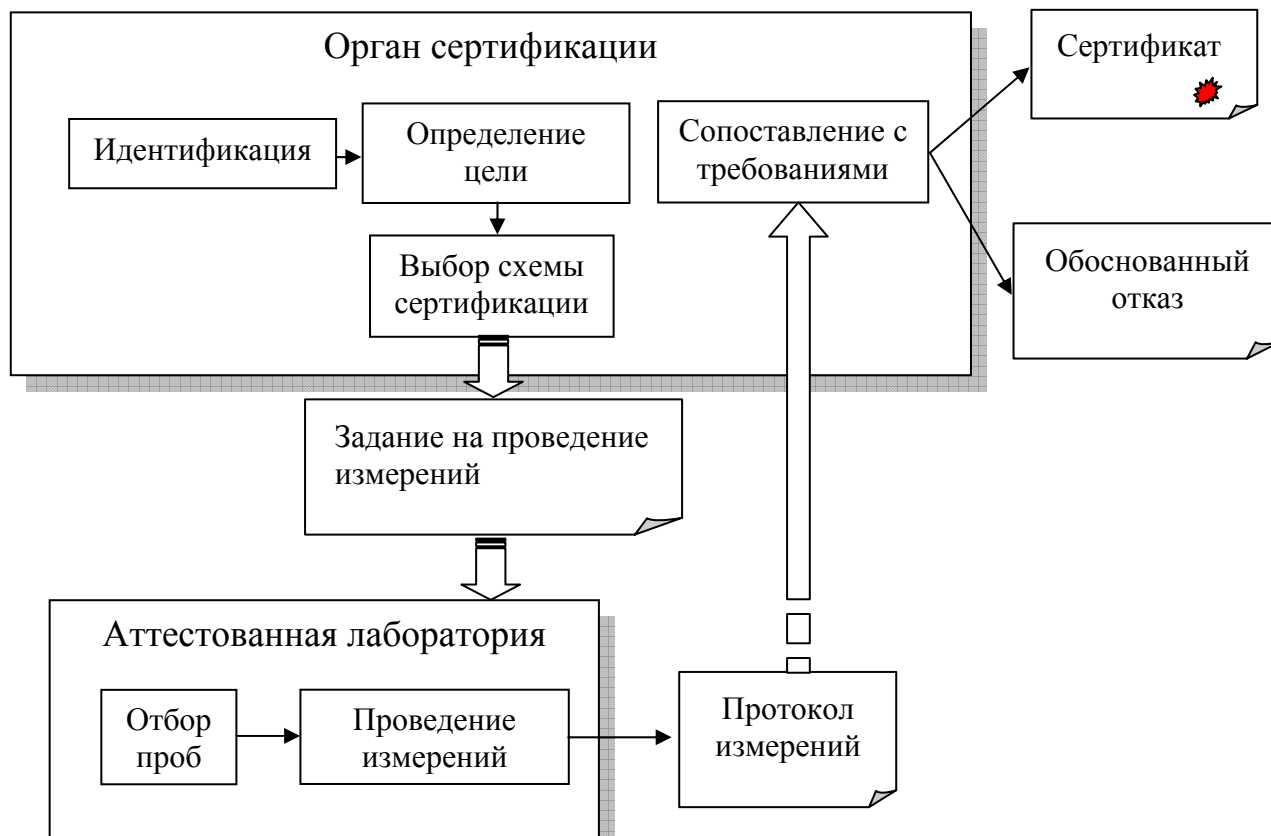 Орган сертификации
Сертификат
Идентификация
Определение
цели
Сопоставление с
требованиями
Выбор схемы
сертификации
Обоснованный
отказ
Задание на проведение
измерений
Аттестованная лаборатория
Отбор
проб
Проведение
измерений
Протокол
измерений